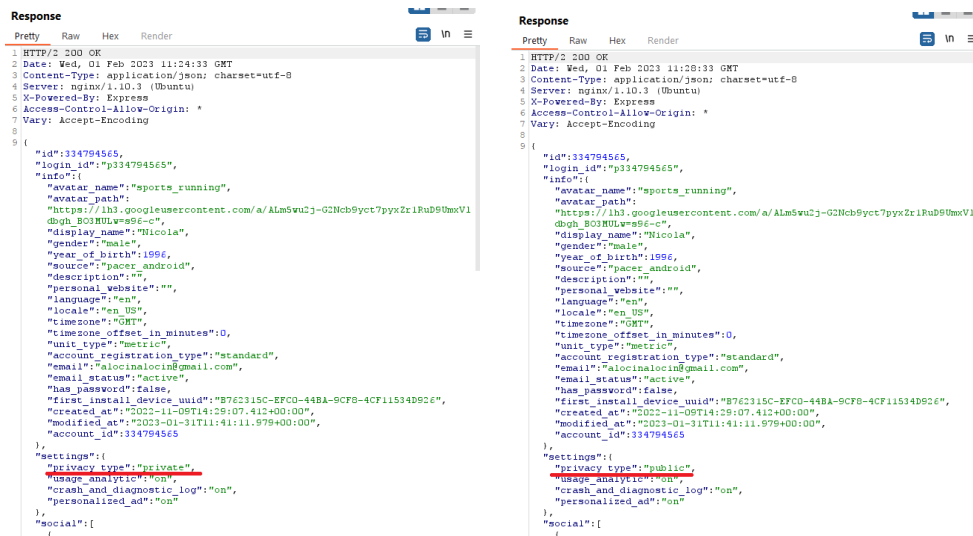 Response
Pretty Raw Hex Render
\n
1 HTTP/2 200 OK
2 Date: Wed, 01 Feb 2023 11:24:33 GMT
3 Content-Type: application/json; charset=utf-8
4 Server: nginx/1.10.3 (Ubuntu)
5 X-Powered-By: Express
6 Access-Control-Allow-Origin: *
7 Vary: Accept-Encoding
8
9 {
"id":334794565,
"login_id":"p334794565",
"info":{
"avatar_name":"sports_running",
"avatar_path":
"https://lh3.googleusercontent.com/a/ALm5wu2j-G2Ncb9yct7pyxZriRuD9UmxVl
dbgh_BO3MULw=s96-c",
"display_name":"Nicola",
"gender":"male",
"year_of_birth":1996,
"source":"pacer_android",
"description":"",
"personal_website":"",
"language":"en",
"locale":"en_US",
"timezone":"GMT",
"timezone_offset_in_minutes":0,
"unit_type":"metric",
"account_registration_type":"standard",
"email":"alocinalocin@gmail.com",
"email_status":"active",
"has_password":false,
"first_install_device_uuid":"B762315C-EFC0-44BA-9CF8-4CF11534D926",
"created_at":"2022-11-09T14:29:07.412+00:00",
"modified_at":"2023-01-31T11:41:11.979+00:00",
"account_id":334794565
},
"settings":{
"privacy_type":"private",
"usage_analytic":"on",
"crash_and_diagnostic_log":"on",
"personalized_ad":"on"
},
"social":[
{
Response
Pretty Raw Hex Render
\n
1 HTTP/2 200 OK
2 Date: Wed, 01 Feb 2023 11:28:33 GMT
3 Content-Type: application/json; charset=utf-8
4 Server: nginx/1.10.3 (Ubuntu)
5 X-Powered-By: Express
6 Access-Control-Allow-Origin: *
7 Vary: Accept-Encoding
8
9 {
"id":334794565,
"login_id":"p334794565",
"info":{
"avatar_name":"sports_running",
"avatar_path":
"https://lh3.googleusercontent.com/a/ALm5wu2j-G2Ncb9yct7pyxZriRuD9UmxVl
dbgh_BO3MULw=s96-c",
"display_name":"Nicola",
"gender":"male",
"year_of_birth":1996,
"source":"pacer_android",
"description":"",
"personal_website":"",
"language":"en",
"locale":"en_US",
"timezone":"GMT",
"timezone_offset_in_minutes":0,
"unit_type":"metric",
"account_registration_type":"standard",
"email":"alocinalocin@gmail.com",
"email_status":"active",
"has_password":false,
"first_install_device_uuid":"B762315C-EFC0-44BA-9CF8-4CF11534D926",
"created_at":"2022-11-09T14:29:07.412+00:00",
"modified_at":"2023-01-31T11:41:11.979+00:00",
"account_id":334794565
},
"settings":{
"privacy_type":"public",
"usage_analytic":"on",
"crash_and_diagnostic_log":"on",
"personalized_ad":"on"
},
"social":[
{